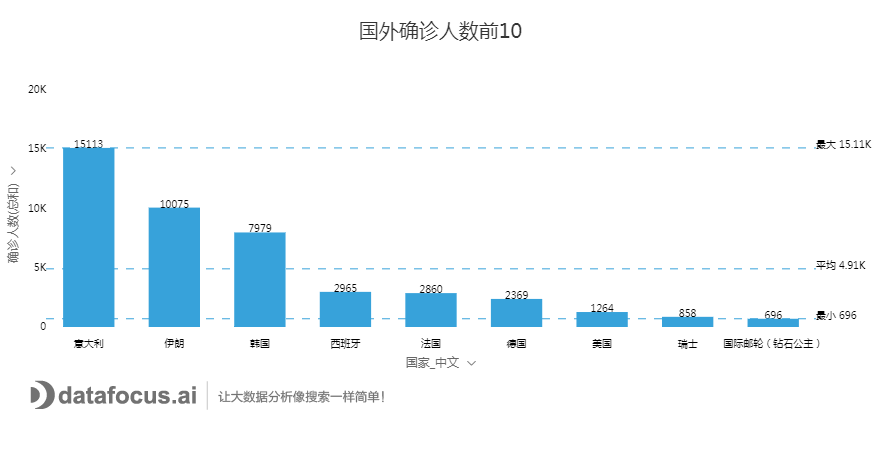 国外确诊人数前10
20K
15K
10K
5K
0
确诊人数(总和)
15113
10075
7979
2965
2860
2369
1264
858
696
最大 15.11K
平均 4.91K
最小 696
意大利
伊朗
韩国
西班牙
法国
德国
美国
瑞士
国际邮轮（钻石公主）
国家_中文
datafocus.ai
让大数据分析像搜索一样简单!